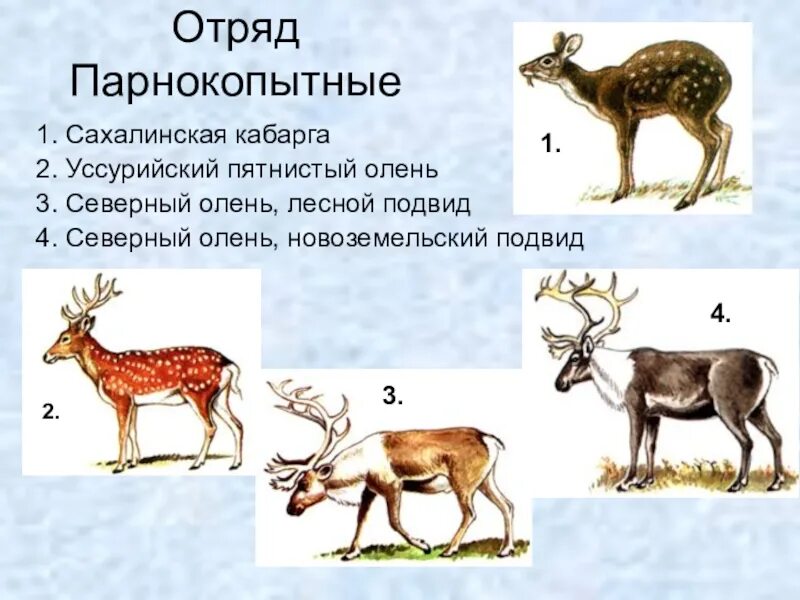 Отряд
Парнокопытные
1. Сахалинская кабарга
2. Уссурийский пятнистый олень
3. Северный олень, лесной подвид
4. Северный олень, новоземельский подвид
1.
2.
3.
4.